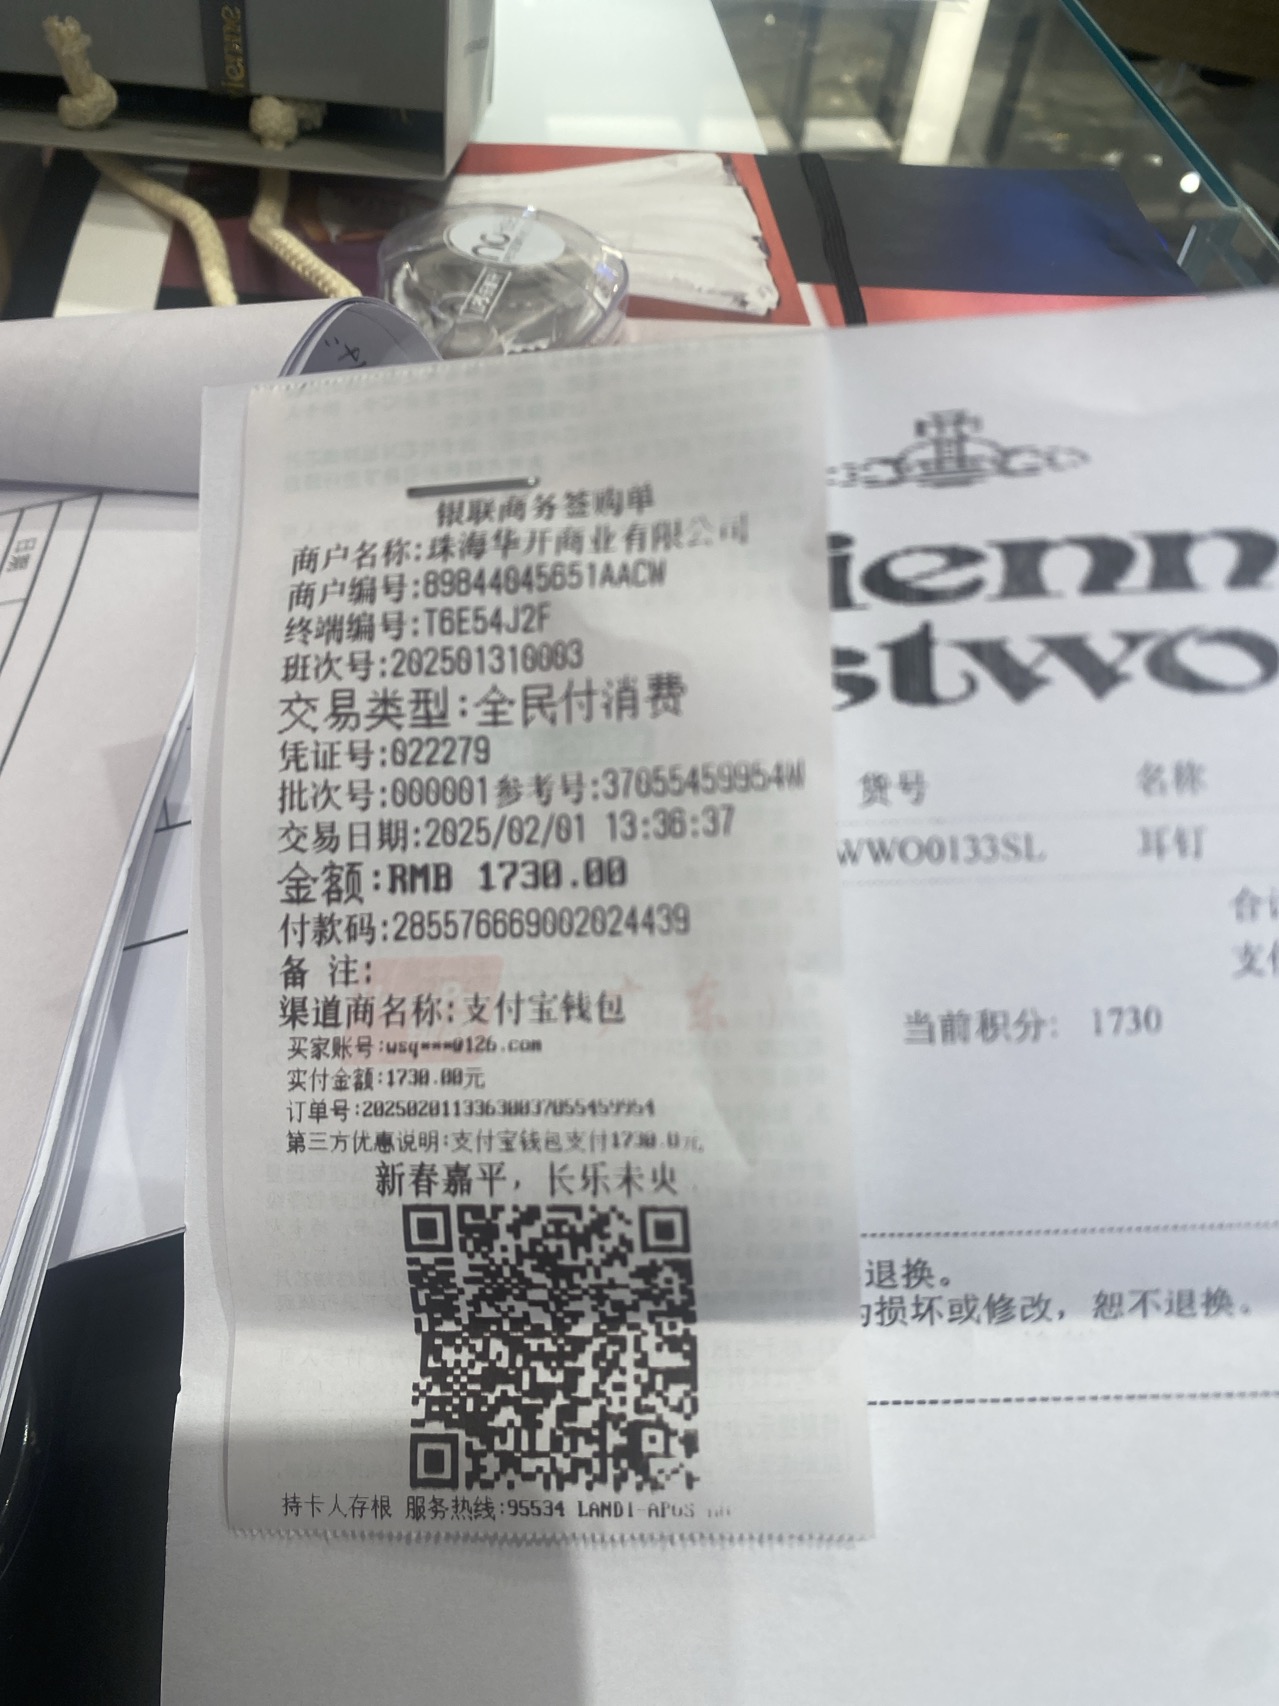 ienne
日期
银联商务签购单
商户名称:珠海华开商业有限公司
商户编号:89844045651AACW
终端编号:T6E54J2F
班次号:202501310003
交易类型:全民付消费
凭证号:022279
批次号:000001参考号:37055459954W
交易日期:2025/02/01 13:36:37
金额:RMB 1730.00
付款码:285576669002024439
备 注:
渠道商名称:支付宝钱包
买家账号:wsq***@126.com
实付金额:1730.00元
订单号:20250201133630037055459954
第三方优惠说明:支付宝钱包支付1730.0元
新春嘉平，长乐未央
持卡人存根 服务热线:95534 LANDI-APOS
ienn
stwo
货号 名称
WWO0133SL 耳钉
合
支
当前积分: 1730
退换。
损坏或修改，恕不退换。